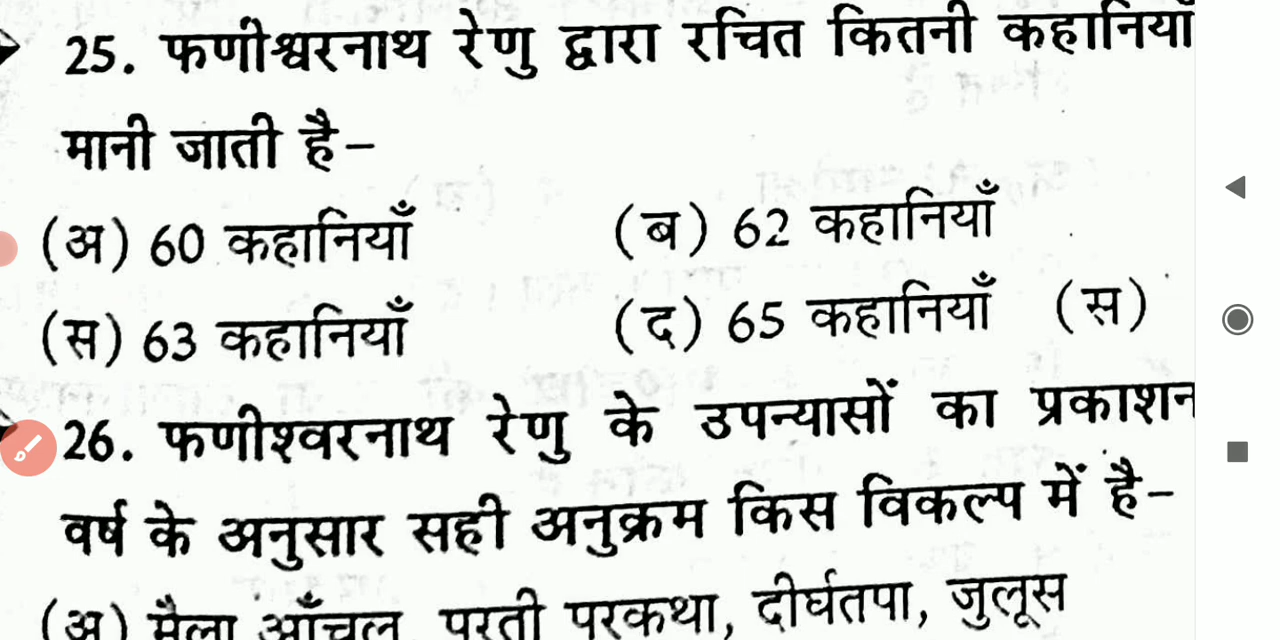 25. फणीश्वरनाथ रेणु द्वारा रचित कितनी कहानियाँ
मानी जाती है-
(अ) 60 कहानियाँ (ब) 62 कहानियाँ
(स) 63 कहानियाँ (द) 65 कहानियाँ (स)
26. फणीश्वरनाथ रेणु के उपन्यासों का प्रकाशन
वर्ष के अनुसार सही अनुक्रम किस विकल्प में है-
(अ) मैला आँचल, परती परकथा, दीर्घतपा, जुलूस